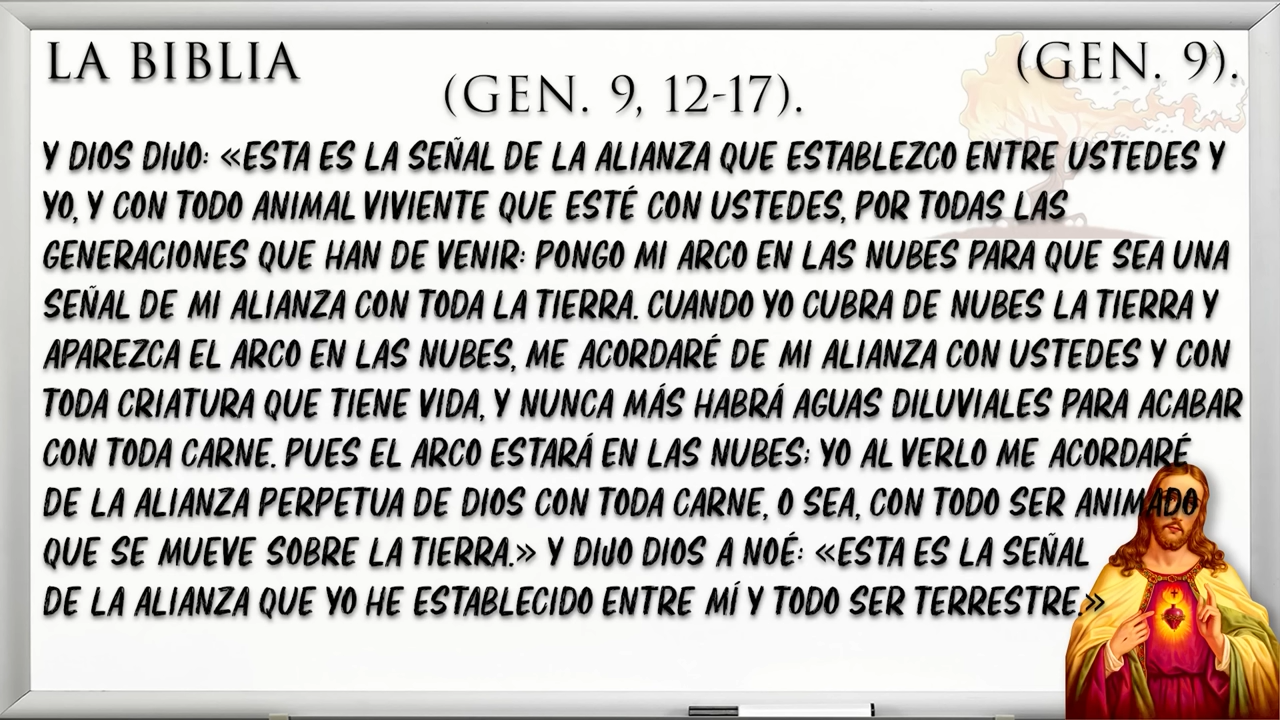 LA BIBLIA
(GEN. 9).
(GEN. 9, 12-17).
Y DIOS DIJO: «ESTA ES LA SEÑAL DE LA ALIANZA QUE ESTABLEZCO ENTRE USTEDES Y
YO, Y CON TODO ANIMAL VIVIENTE QUE ESTÉ CON USTEDES, POR TODAS LAS
GENERACIONES QUE HAN DE VENIR: PONGO MI ARCO EN LAS NUBES PARA QUE SEA UNA
SEÑAL DE MI ALIANZA CON TODA LA TIERRA. CUANDO YO CUBRA DE NUBES LA TIERRA Y
APAREZCA EL ARCO EN LAS NUBES, ME ACORDARÉ DE MI ALIANZA CON USTEDES Y CON
TODA CRIATURA QUE TIENE VIDA, Y NUNCA MÁS HABRÁ AGUAS DILUVIALES PARA ACABAR
CON TODA CARNE. PUES EL ARCO ESTARÁ EN LAS NUBES; YO AL VERLO ME ACORDARÉ
DE LA ALIANZA PERPETUA DE DIOS CON TODA CARNE, O SEA, CON TODO SER ANIMADO
QUE SE MUEVE SOBRE LA TIERRA.» Y DIJO DIOS A NOÉ: «ESTA ES LA SEÑAL
DE LA ALIANZA QUE YO HE ESTABLECIDO ENTRE MÍ Y TODO SER TERRESTRE.»